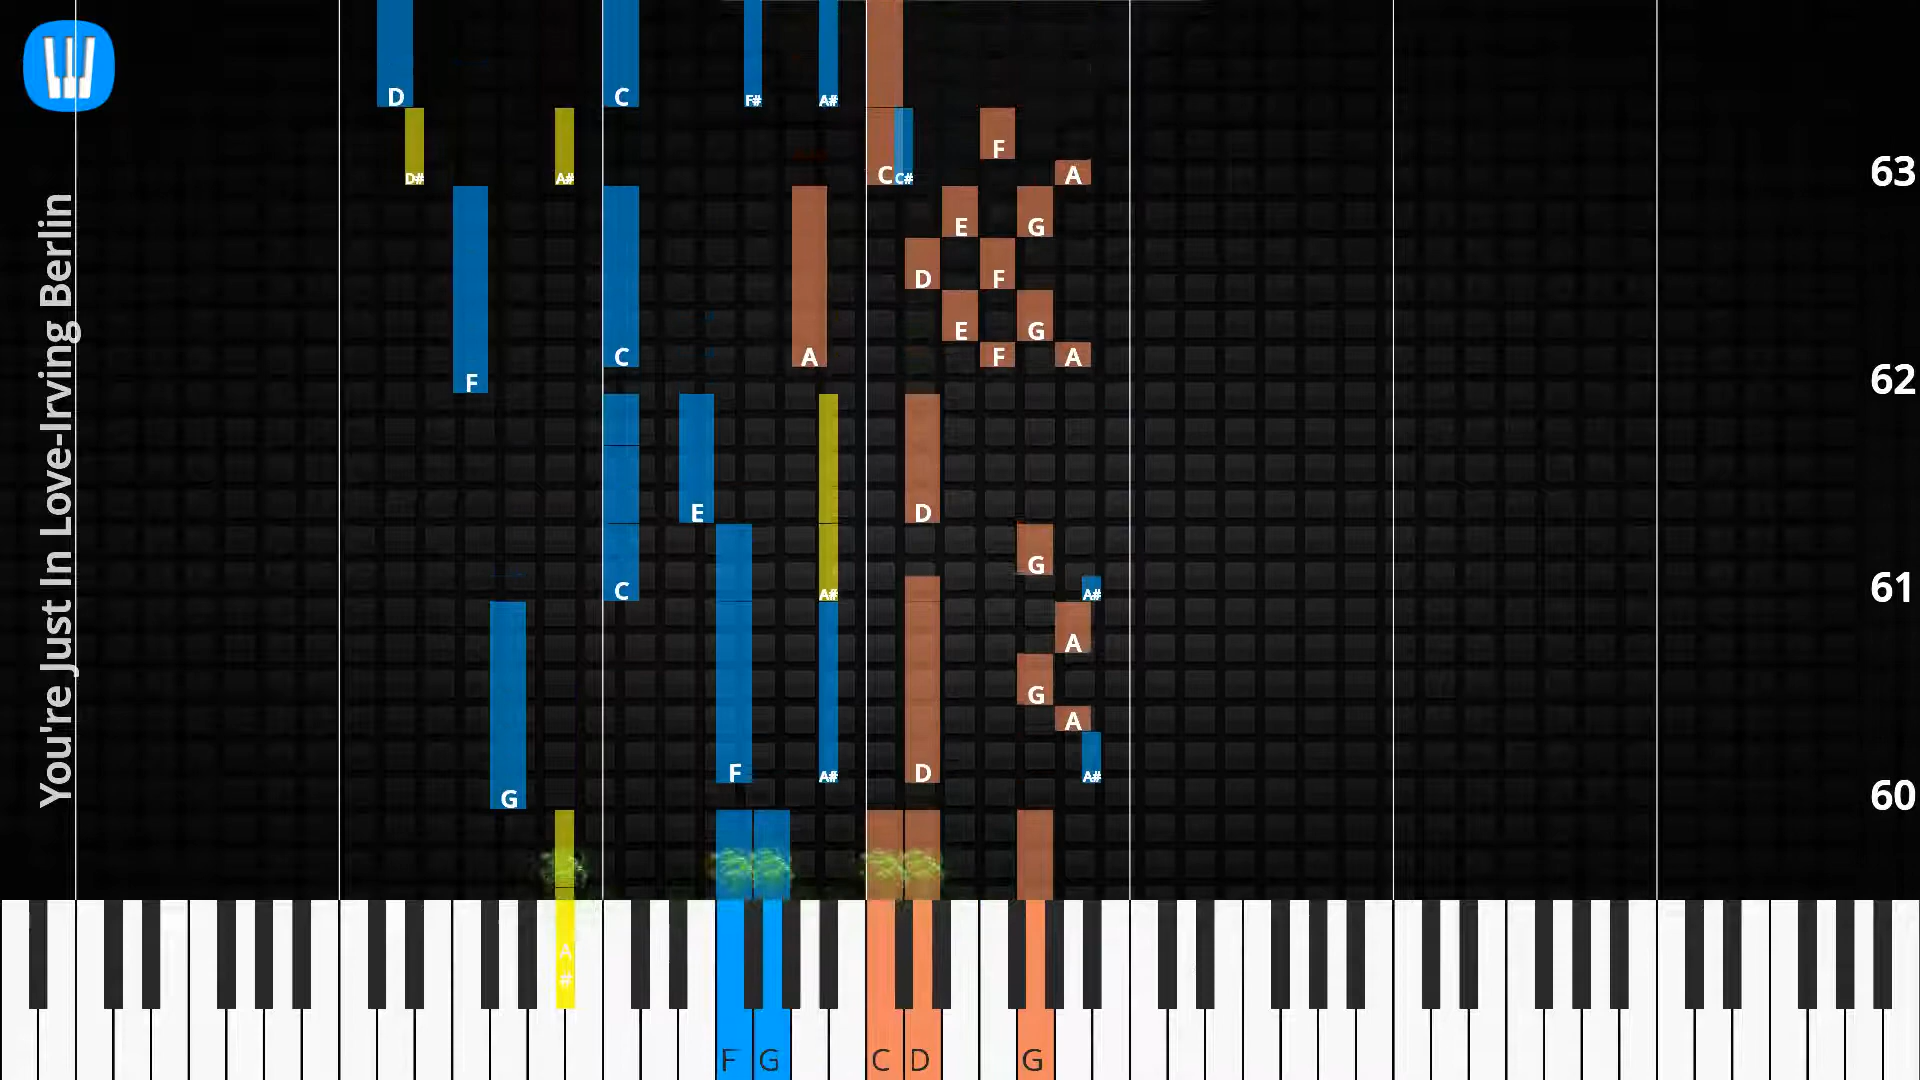 You're Just In Love-Irving Berlin
D C F# A#
D# A# C C# F A
63
E G
D F
E G
F C A F A
62
E D
G
C A# A#
61
A
G
A
F A# D A#
G
60
A
#
F G C D G